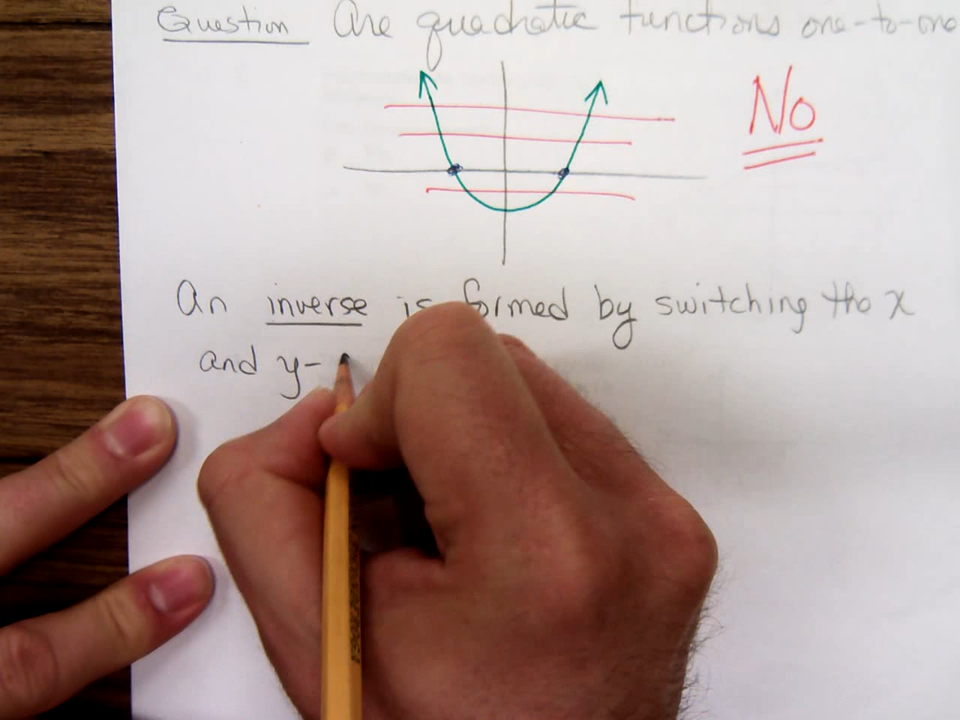 Question Are quadratic functions one-to-one
No
An inverse is formed by switching the x
and y-